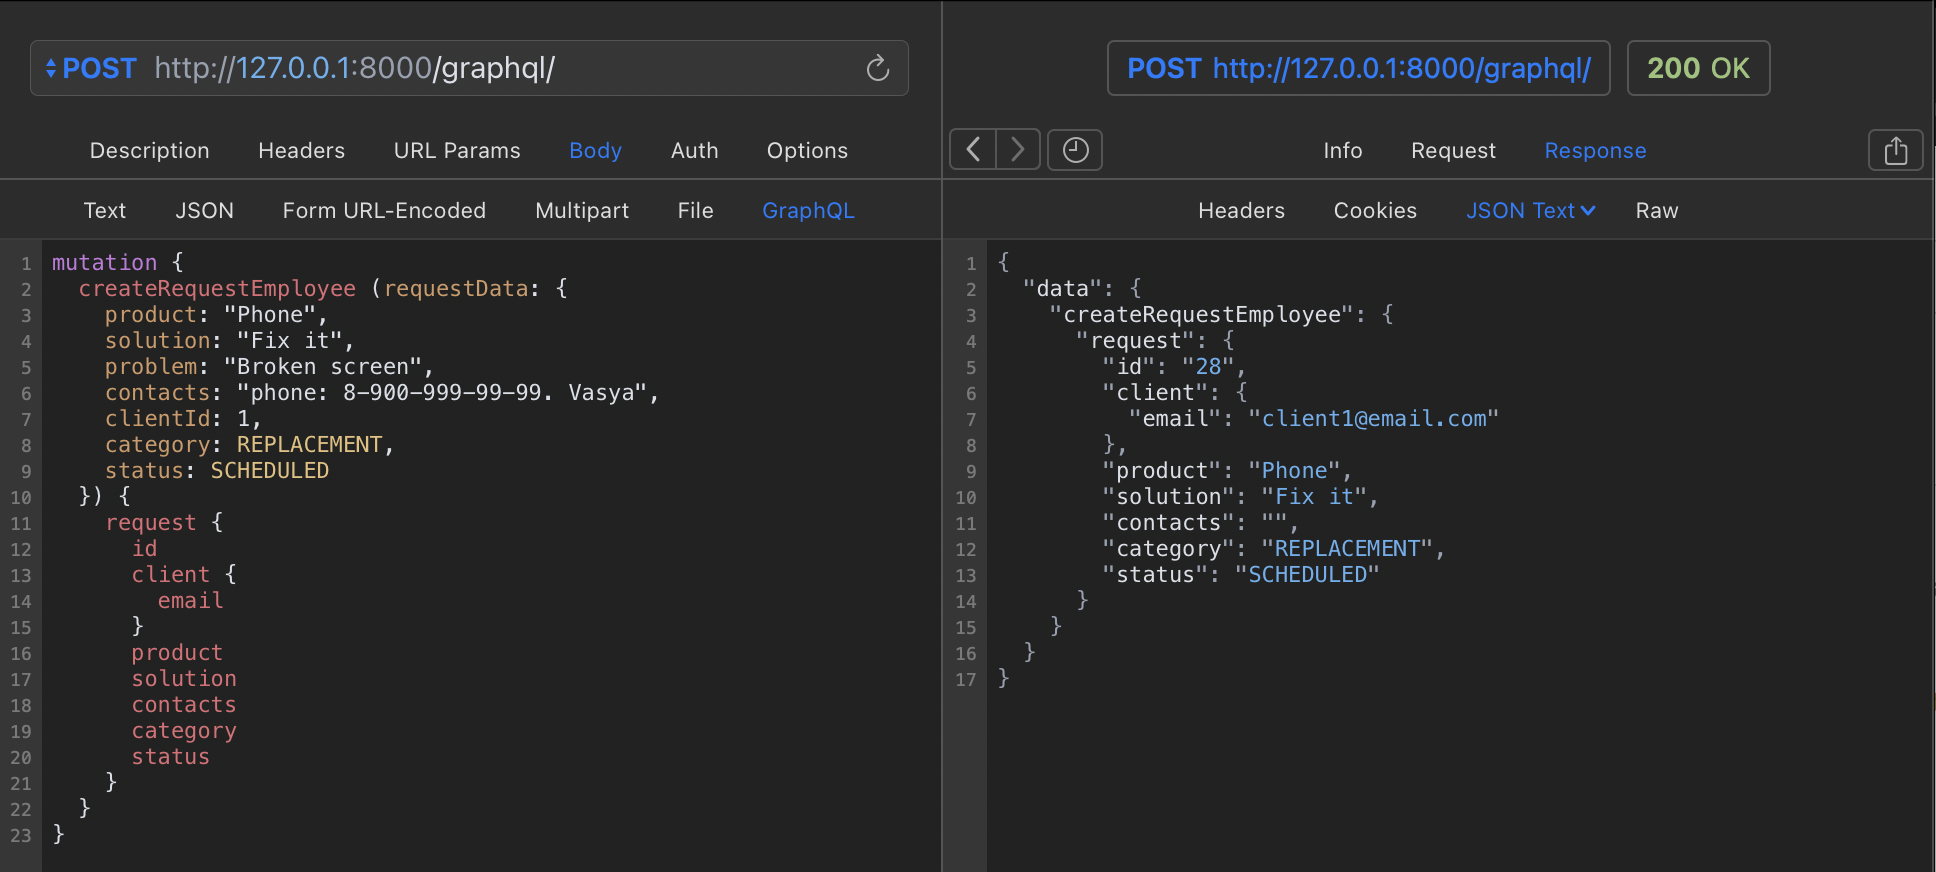 POST http://127.0.0.1:8000/graphql/
Description Headers URL Params Body Auth Options
Text JSON Form URL-Encoded Multipart File GraphQL
1 mutation {
2   createRequestEmployee (requestData: {
3     product: "Phone",
4     solution: "Fix it",
5     problem: "Broken screen",
6     contacts: "phone: 8-900-999-99-99. Vasya",
7     clientId: 1,
8     category: REPLACEMENT,
9     status: SCHEDULED
10   }) {
11     request {
12       id
13       client {
14         email
15       }
16       product
17       solution
18       contacts
19       category
20       status
21     }
22   }
23 }
POST http://127.0.0.1:8000/graphql/ 200 OK
Info Request Response
Headers Cookies JSON Text Raw
1 {
2   "data": {
3     "createRequestEmployee": {
4       "request": {
5         "id": "28",
6         "client": {
7           "email": "client1@email.com"
8         },
9         "product": "Phone",
10         "solution": "Fix it",
11         "contacts": "",
12         "category": "REPLACEMENT",
13         "status": "SCHEDULED"
14       }
15     }
16   }
17 }